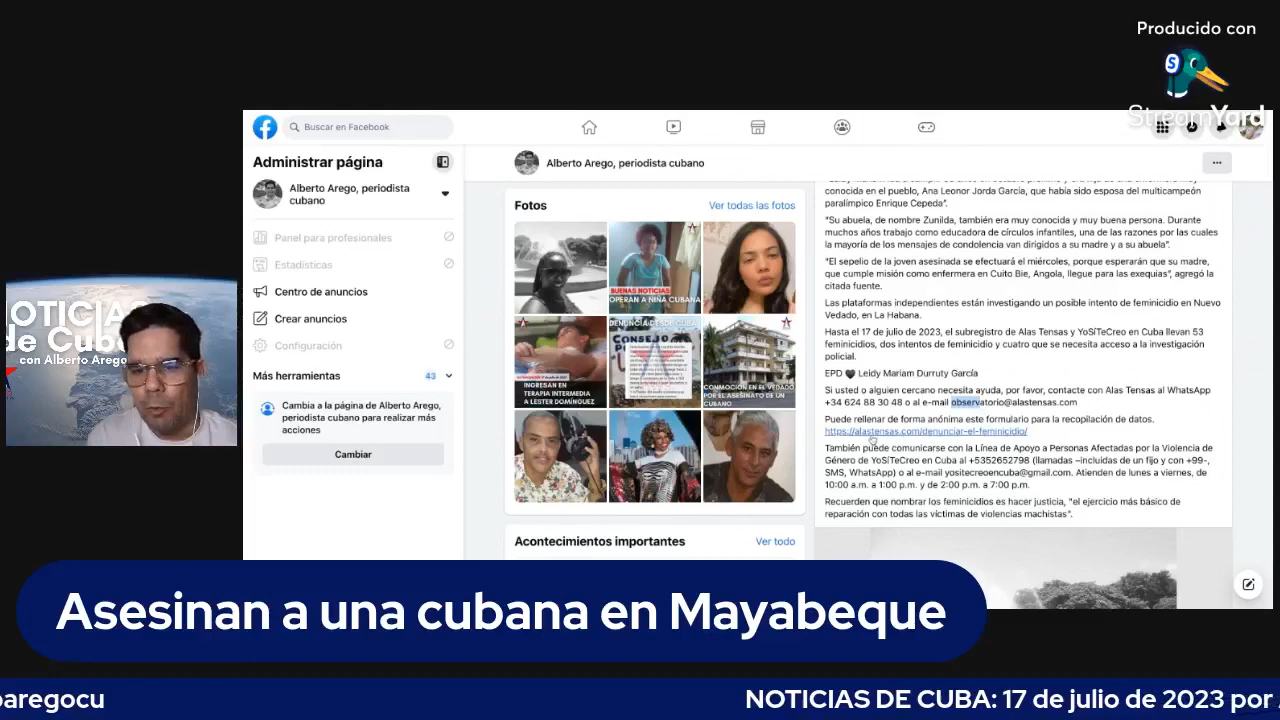 Producido con
StreamYard
Buscar en Facebook
Administrar página
Alberto Arego, periodista
cubano
Panel para profesionales
Estadísticas
Centro de anuncios
Crear anuncios
Configuración
Más herramientas
43
Cambia a la página de Alberto Arego,
periodista cubano para realizar más
acciones
Cambiar
Alberto Arego, periodista cubano
Fotos
Ver todas las fotos
BUENAS NOTICIAS
OPERAN A NIÑA CUBANA
INGRESAN EN
TERAPIA INTERMEDIA
A LESTER DOMÍNGUEZ
DENUNCIA DESDE CUBA
CONMOCIÓN EN EL VEDADO
POR EL ASESINATO DE UN
CUBANO
Acontecimientos importantes
Ver todo
conocida en el pueblo, Ana Leonor Jorda García, que había sido esposa del multicampeón
paralímpico Enrique Cepeda".
"Su abuela, de nombre Zunilda, también era muy conocida y muy buena persona. Durante
muchos años trabajo como educadora de círculos infantiles, una de las razones por las cuales
la mayoría de los mensajes de condolencia van dirigidos a su madre y a su abuela".
"El sepelio de la joven asesinada se efectuará el miércoles, porque esperarán que su madre,
que cumple misión como enfermera en Cuito Bie, Angola, llegue para las exequias", agregó la
citada fuente.
Las plataformas independientes están investigando un posible intento de feminicidio en Nuevo
Vedado, en La Habana.
Hasta el 17 de julio de 2023, el subregistro de Alas Tensas y YoSíTeCreo en Cuba llevan 53
feminicidios, dos intentos de feminicidio y cuatro que se necesita acceso a la investigación
policial.
EPD 🖤 Leidy Mariam Durruty García
Si usted o alguien cercano necesita ayuda, por favor, contacte con Alas Tensas al WhatsApp
+34 624 88 30 48 o al e-mail observatorio@alastensas.com
Puede rellenar de forma anónima este formulario para la recopilación de datos.
https://alastensas.com/denunciar-el-feminicidio/
También puede comunicarse con la Línea de Apoyo a Personas Afectadas por la Violencia de
Género de YoSíTeCreo en Cuba al +5352652798 (llamadas –incluidas de un fijo y con +99-,
SMS, WhatsApp) o al e-mail yositecreoencuba@gmail.com. Atienden de lunes a viernes, de
10:00 a.m. a 1:00 p.m. y de 2:00 p.m. a 7:00 p.m.
Recuerden que nombrar los feminicidios es hacer justicia, "el ejercicio más básico de
reparación con todas las víctimas de violencias machistas".
de Cub
con Alberto Arego
Asesinan a una cubana en Mayabeque
paregocu
NOTICIAS DE CUBA: 17 de julio de 2023 por